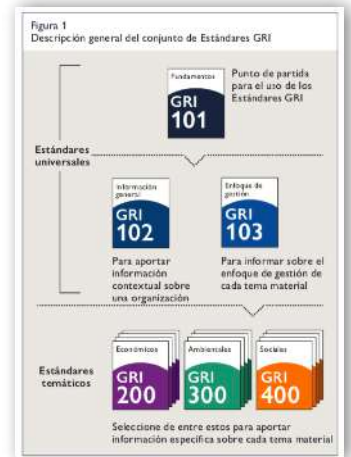 Figura 1
Descripción general del conjunto de Estándares GRI
Fundamentos
GRI
101
Punto de partida
para el uso de los
Estándares GRI
Estándares
universales
Información
general
GRI
102
Enfoque de
gestión
GRI
103
Para aportar
información
contextual sobre
una organización
Para informar sobre el
enfoque de gestión de
cada tema material
Estándares
temáticos
Económicos
GRI
200
Ambientales
GRI
300
Sociales
GRI
400
Seleccione de entre estos para aportar
información específica sobre cada tema material